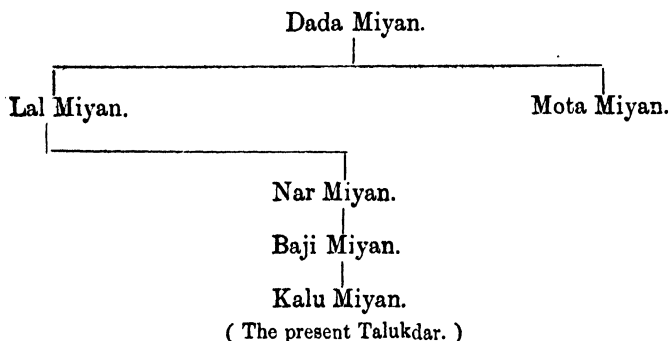 Dada Miyan.
Lal Miyan. Mota Miyan.
Nar Miyan.
Baji Miyan.
Kalu Miyan.
( The present Talukdar. )